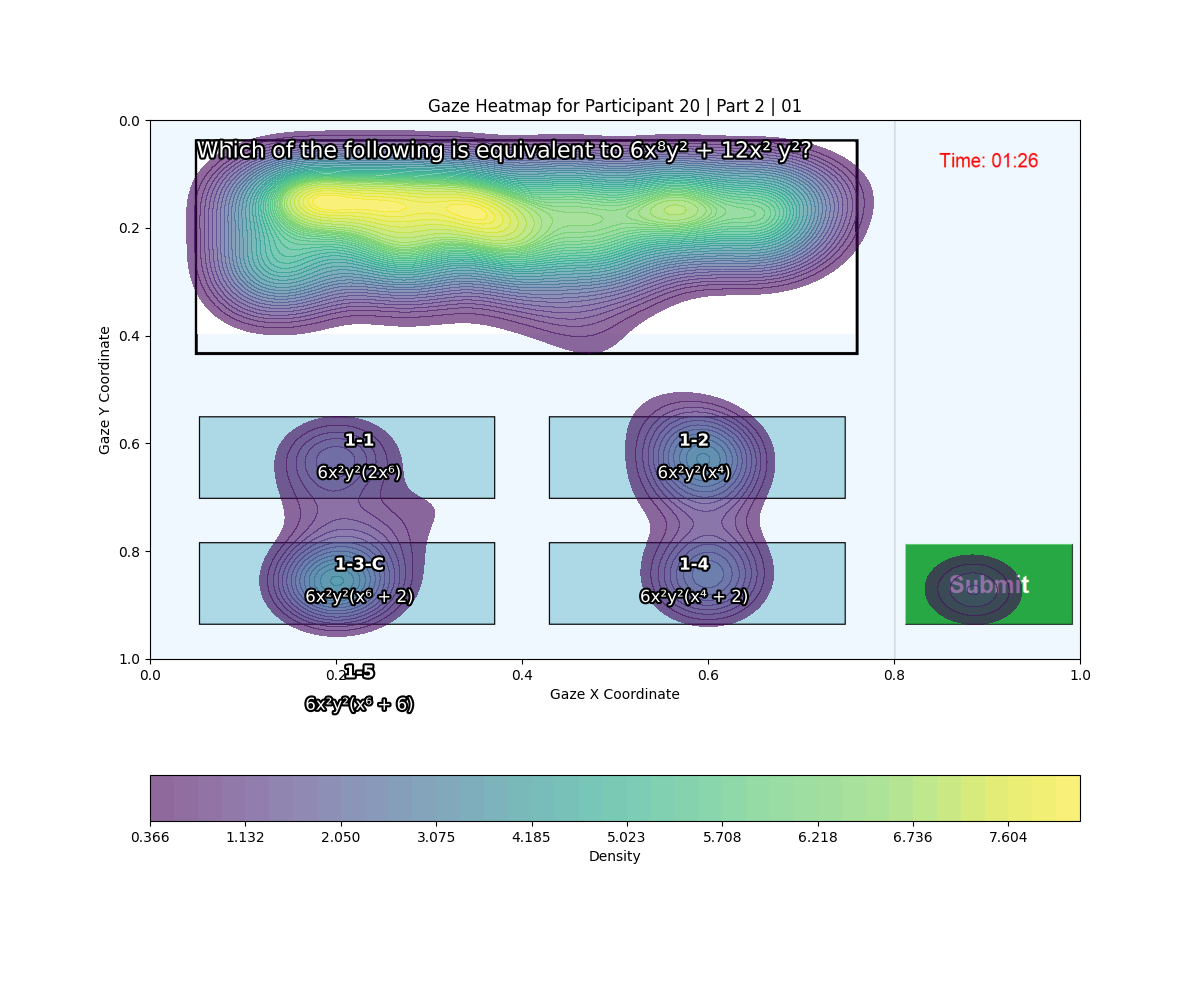 Gaze Heatmap for Participant 20 | Part 2 | 01
Which of the following is equivalent to 6x⁸y² + 12x² y²?
Time: 01:26
0.0
0.2
0.4
0.6
0.8
1.0
Gaze Y Coordinate
1-1
6x²y²(2x⁶)
1-2
6x²y²(x⁴)
1-3-C
6x²y²(x⁶ + 2)
1-4
6x²y²(x⁴ + 2)
Submit
0.0 0.2 0.4 0.6 0.8 1.0
1-5
6x²y²(x⁶ + 6)
Gaze X Coordinate
0.366 1.132 2.050 3.075 4.185 5.023 5.708 6.218 6.736 7.604
Density